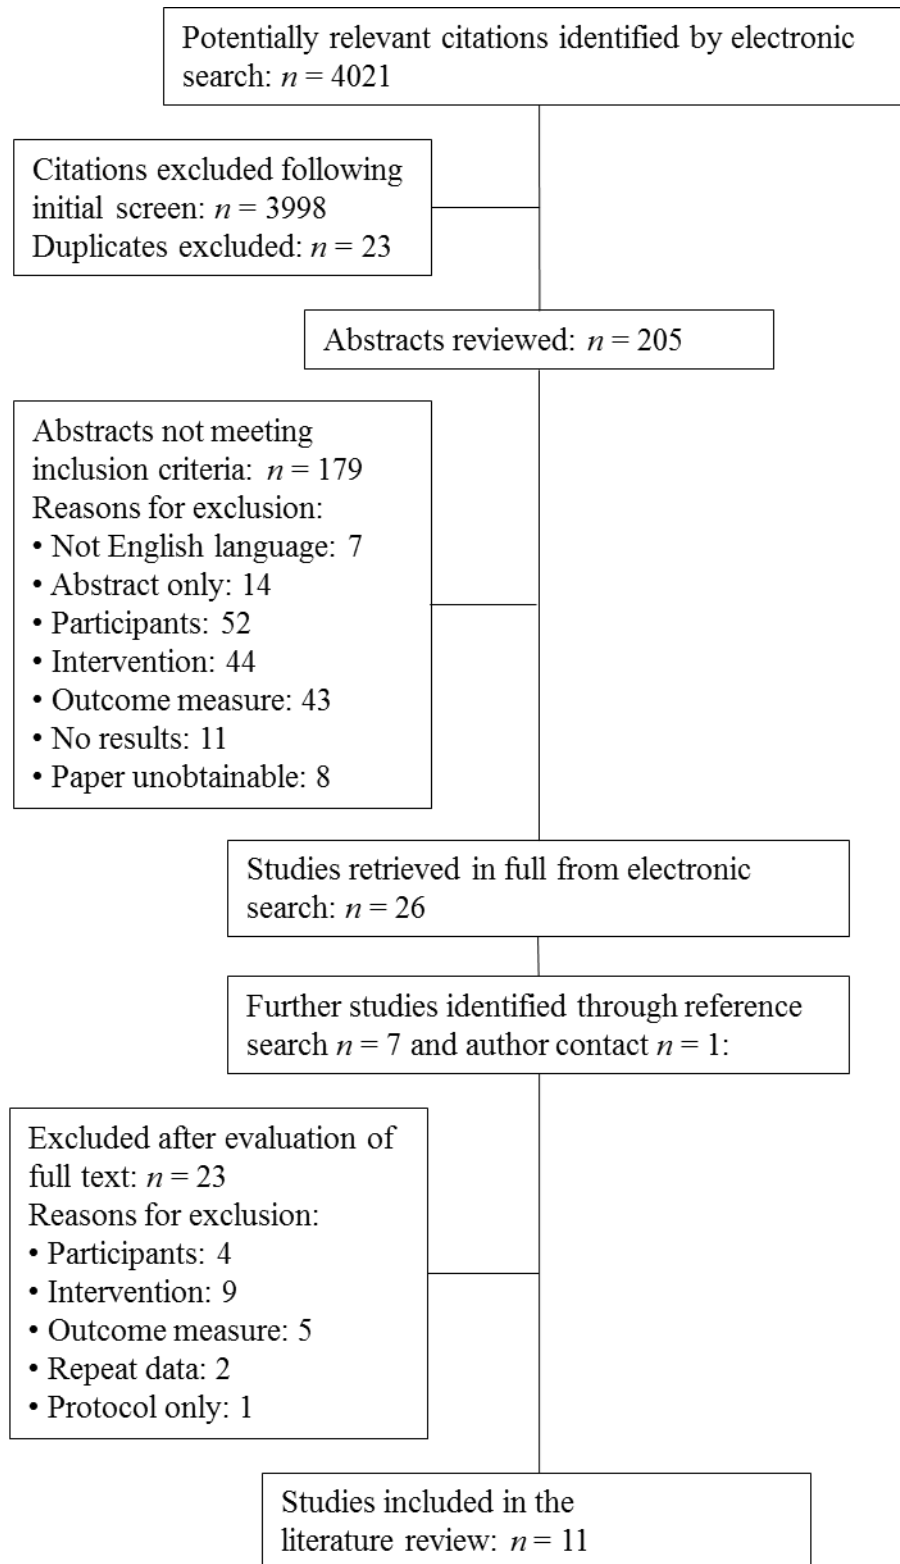 Potentially relevant citations identified by electronic
search: n = 4021
Citations excluded following
initial screen: n = 3998
Duplicates excluded: n = 23
Abstracts reviewed: n = 205
Abstracts not meeting
inclusion criteria: n = 179
Reasons for exclusion:
• Not English language: 7
• Abstract only: 14
• Participants: 52
• Intervention: 44
• Outcome measure: 43
• No results: 11
• Paper unobtainable: 8
Studies retrieved in full from electronic
search: n = 26
Further studies identified through reference
search n = 7 and author contact n = 1:
Excluded after evaluation of
full text: n = 23
Reasons for exclusion:
• Participants: 4
• Intervention: 9
• Outcome measure: 5
• Repeat data: 2
• Protocol only: 1
Studies included in the
literature review: n = 11